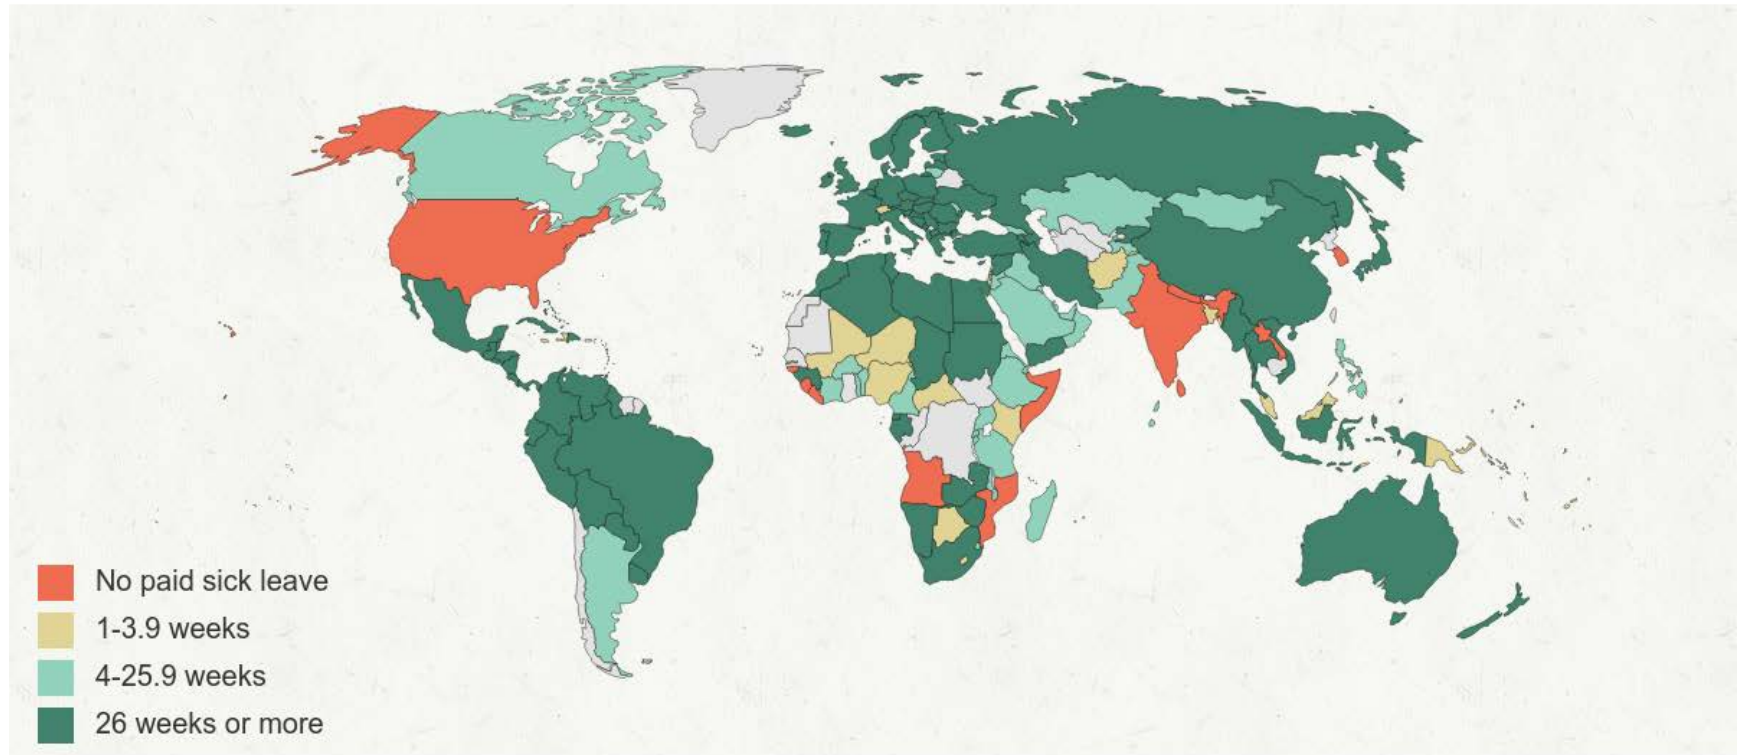 No paid sick leave
1-3.9 weeks
4-25.9 weeks
26 weeks or more